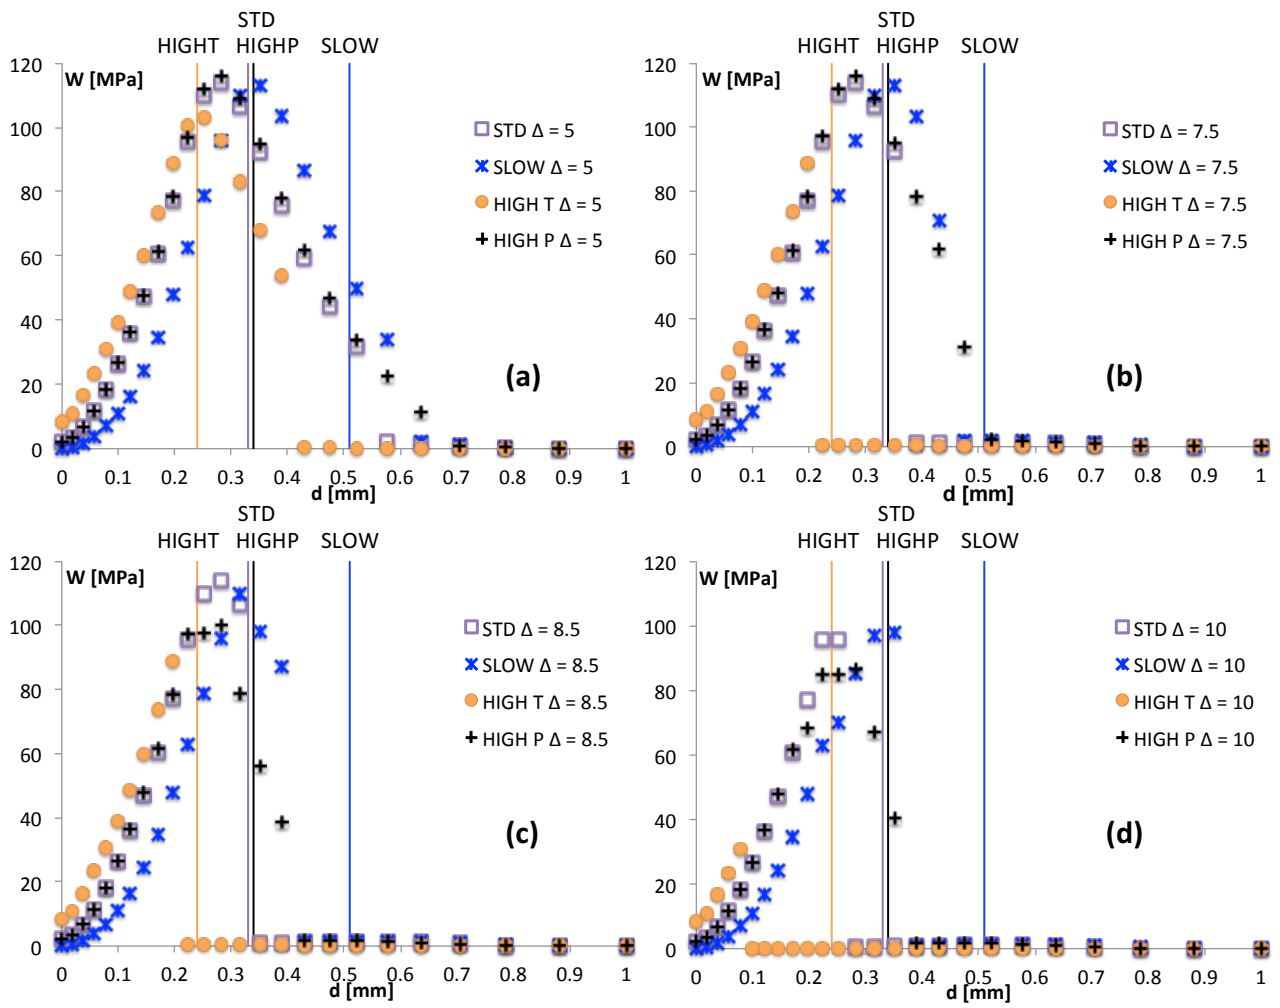 STD
HIGHT HIGHP SLOW
W [MPa]
120
100
80
60
40
20
0
STD Δ = 5
SLOW Δ = 5
HIGH T Δ = 5
HIGH P Δ = 5
(a)
0 0.1 0.2 0.3 0.4 0.5 0.6 0.7 0.8 0.9 1
d [mm]
STD
HIGHT HIGHP SLOW
W [MPa]
120
100
80
60
40
20
0
STD Δ = 7.5
SLOW Δ = 7.5
HIGH T Δ = 7.5
HIGH P Δ = 7.5
(b)
0 0.1 0.2 0.3 0.4 0.5 0.6 0.7 0.8 0.9 1
d [mm]
STD
HIGHT HIGHP SLOW
W [MPa]
120
100
80
60
40
20
0
STD Δ = 8.5
SLOW Δ = 8.5
HIGH T Δ = 8.5
HIGH P Δ = 8.5
(c)
0 0.1 0.2 0.3 0.4 0.5 0.6 0.7 0.8 0.9 1
d [mm]
STD
HIGHT HIGHP SLOW
W [MPa]
120
100
80
60
40
20
0
STD Δ = 10
SLOW Δ = 10
HIGH T Δ = 10
HIGH P Δ = 10
(d)
0 0.1 0.2 0.3 0.4 0.5 0.6 0.7 0.8 0.9 1
d [mm]